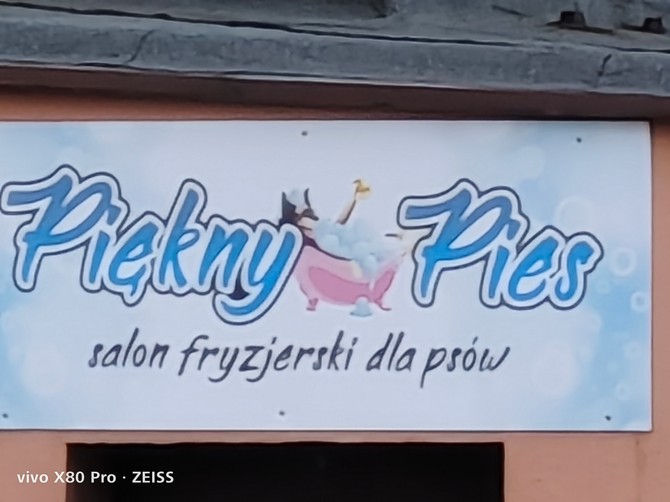 Piękny Pies
salon fryzjerski dla psów
vivo X80 Pro · ZEISS